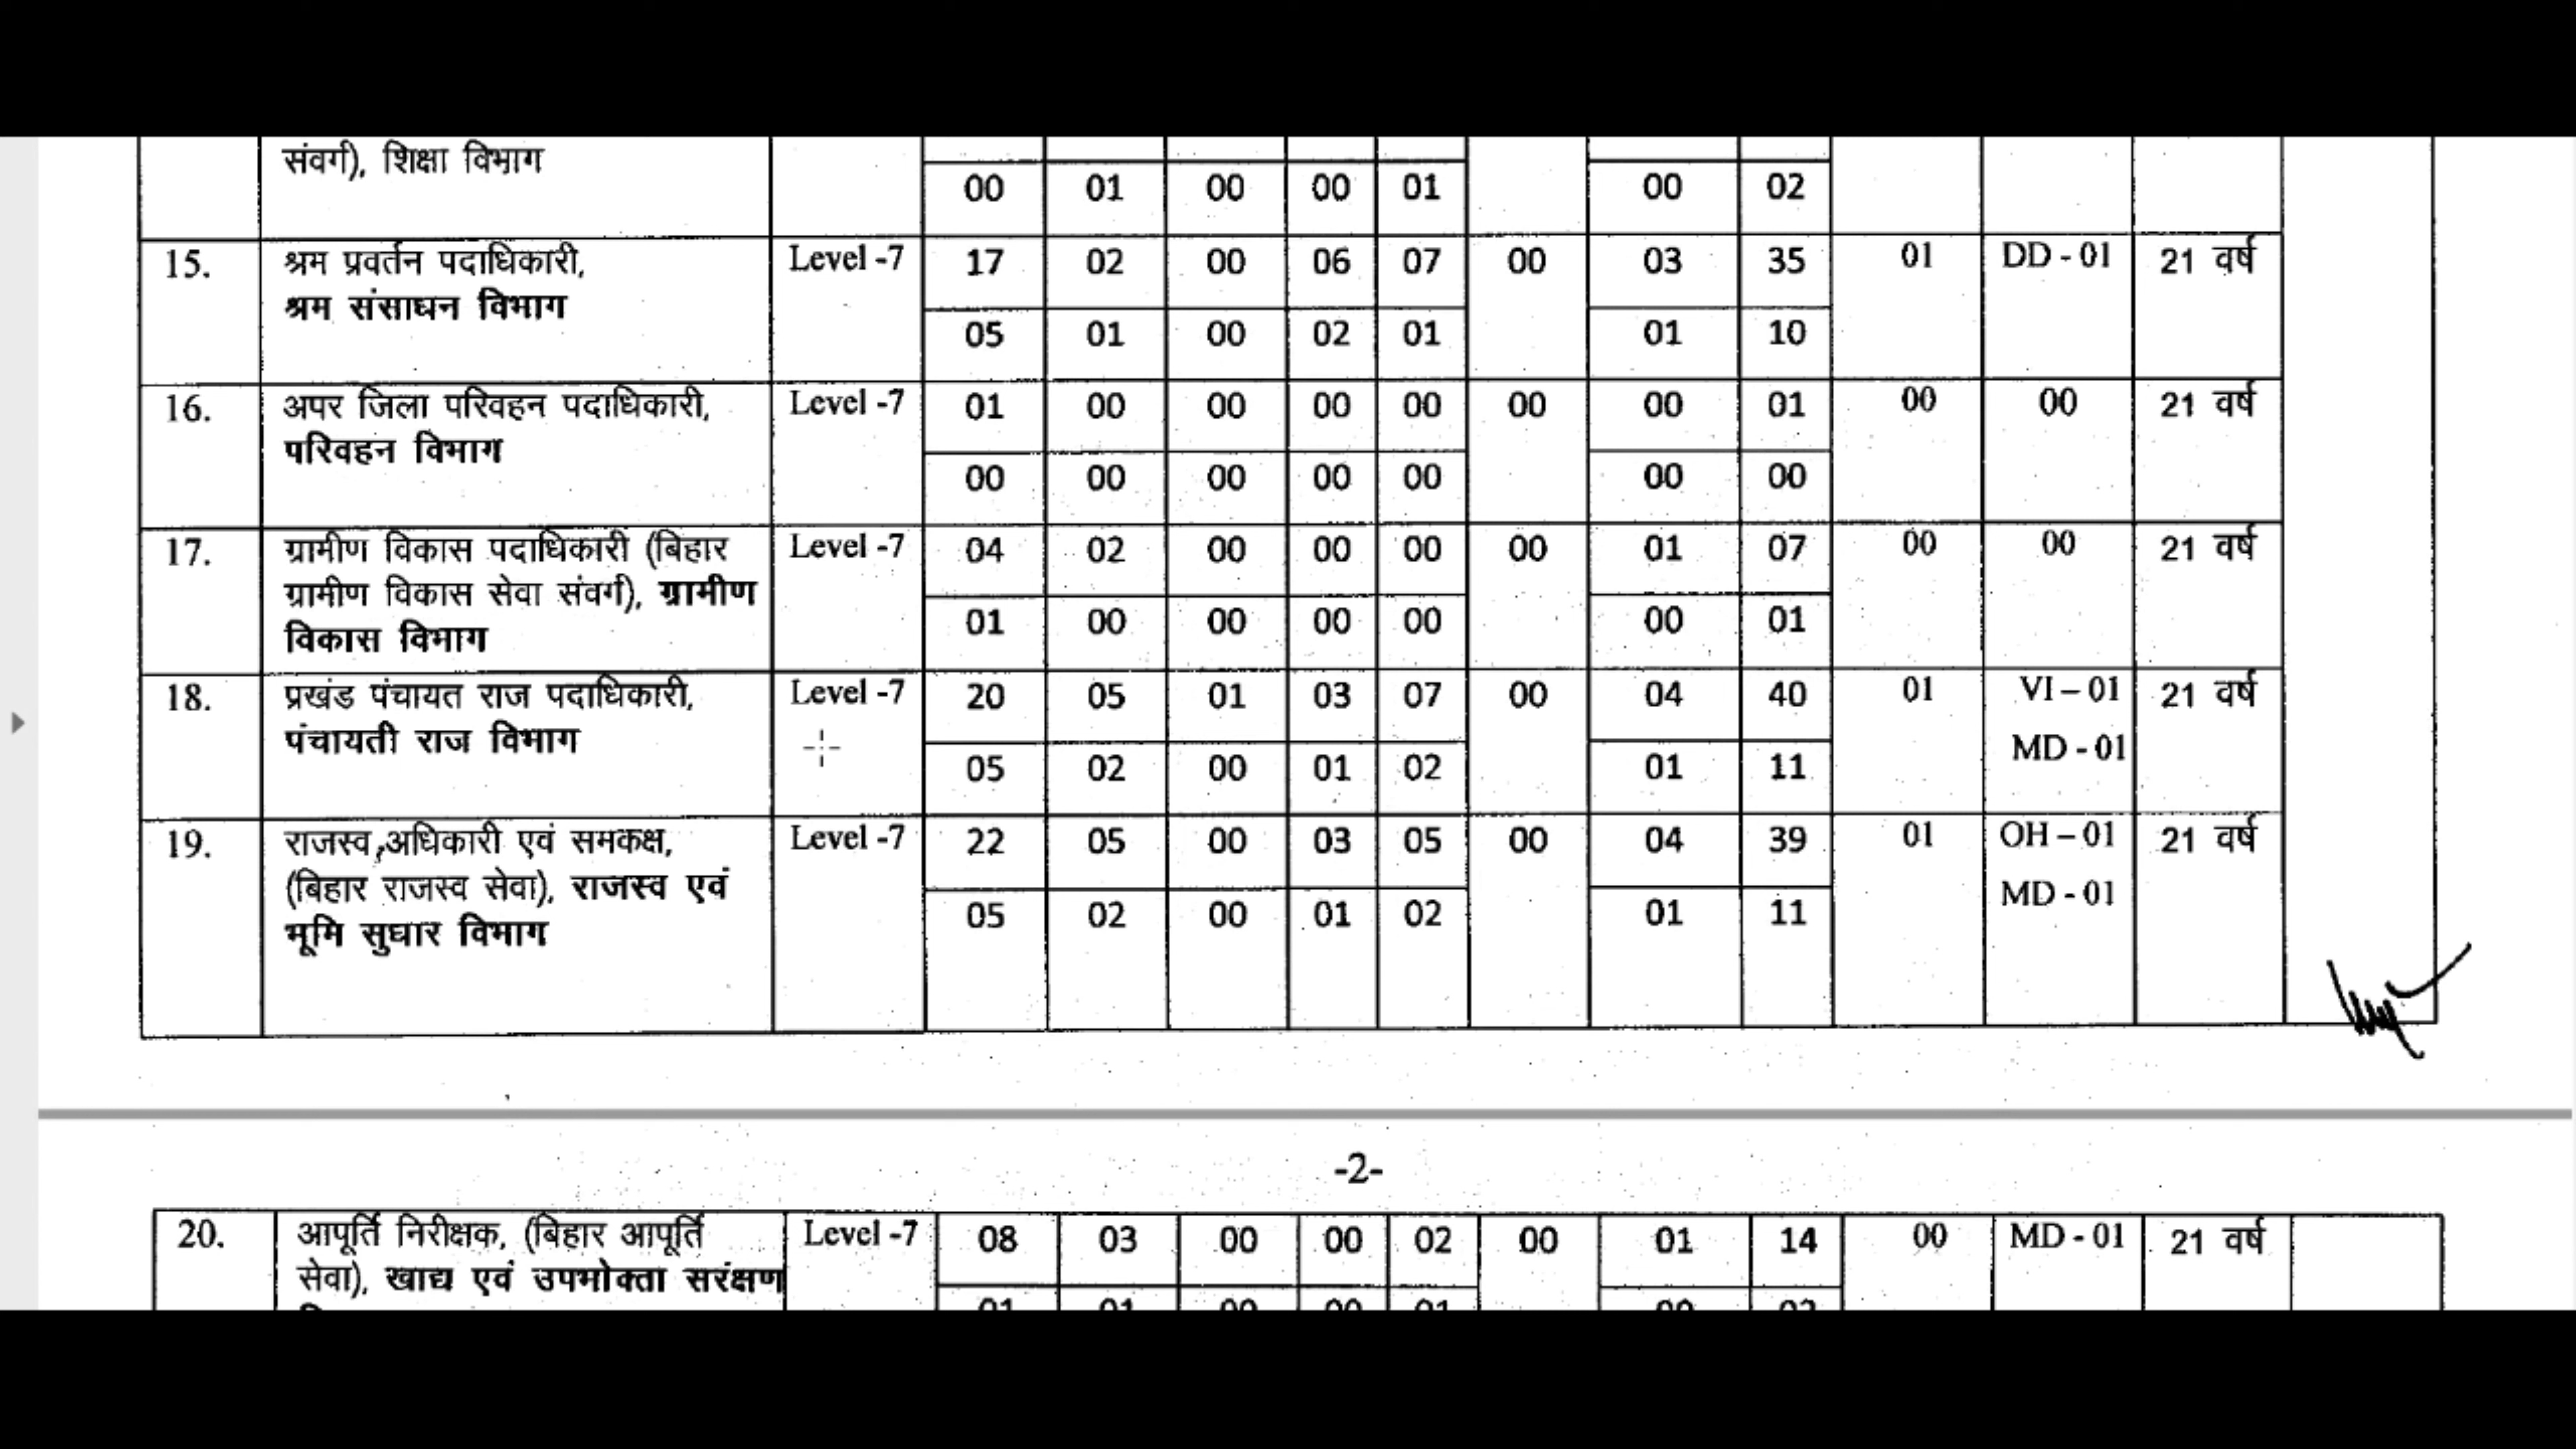 संवर्ग), शिक्षा विभाग
00 01 00 00 01 00 02
15. श्रम प्रवर्तन पदाधिकारी, Level -7 17 02 00 06 07 00 03 35 01 DD - 01 21 वर्ष
श्रम संसाधन विभाग
05 01 00 02 01 01 10
16. अपर जिला परिवहन पदाधिकारी, Level -7 01 00 00 00 00 00 00 01 00 00 21 वर्ष
परिवहन विभाग
00 00 00 00 00 00 00
17. ग्रामीण विकास पदाधिकारी (बिहार Level -7 04 02 00 00 00 00 01 07 00 00 21 वर्ष
ग्रामीण विकास सेवा संवर्ग), ग्रामीण
01 00 00 00 00 00 01
विकास विभाग
18. प्रखंड पंचायत राज पदाधिकारी, Level -7 20 05 01 03 07 00 04 40 01 VI – 01 21 वर्ष
पंचायती राज विभाग MD - 01
05 02 00 01 02 01 11
19. राजस्व अधिकारी एवं समकक्ष, Level -7 22 05 00 03 05 00 04 39 01 OH – 01 21 वर्ष
(बिहार राजस्व सेवा), राजस्व एवं MD - 01
05 02 00 01 02 01 11
भूमि सुधार विभाग
-2-
20. आपूर्ति निरीक्षक, (बिहार आपूर्ति Level -7 08 03 00 00 02 00 01 14 00 MD - 01 21 वर्ष
सेवा), खाद्य एवं उपभोक्ता सरंक्षण